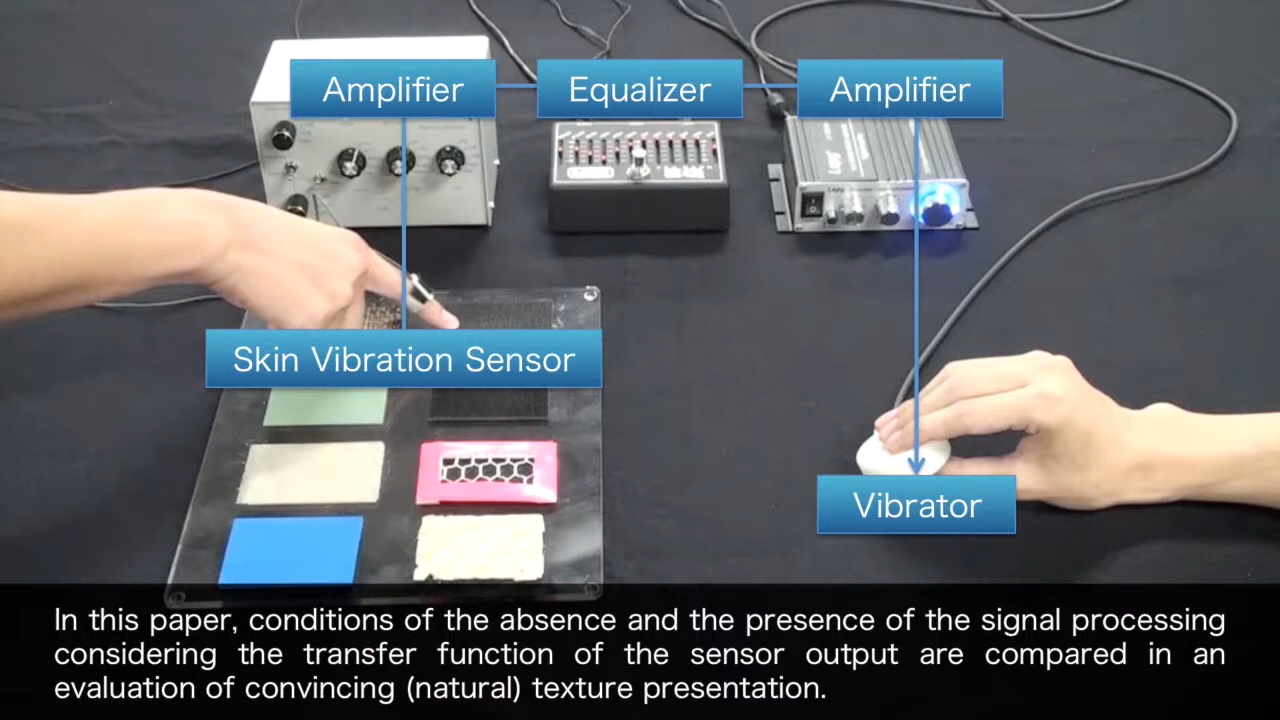 Amplifier
Equalizer
Amplifier
Skin Vibration Sensor
Vibrator
In this paper, conditions of the absence and the presence of the signal processing
considering the transfer function of the sensor output are compared in an
evaluation of convincing (natural) texture presentation.